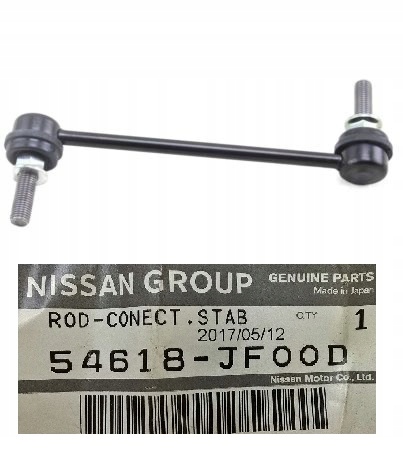 NISSAN GROUP GENUINE PARTS
Made in Japan
ROD-CONECT.STAB
2017/05/12 Q'TY 1
54618-JF00D
Nissan Motor Co., Ltd.